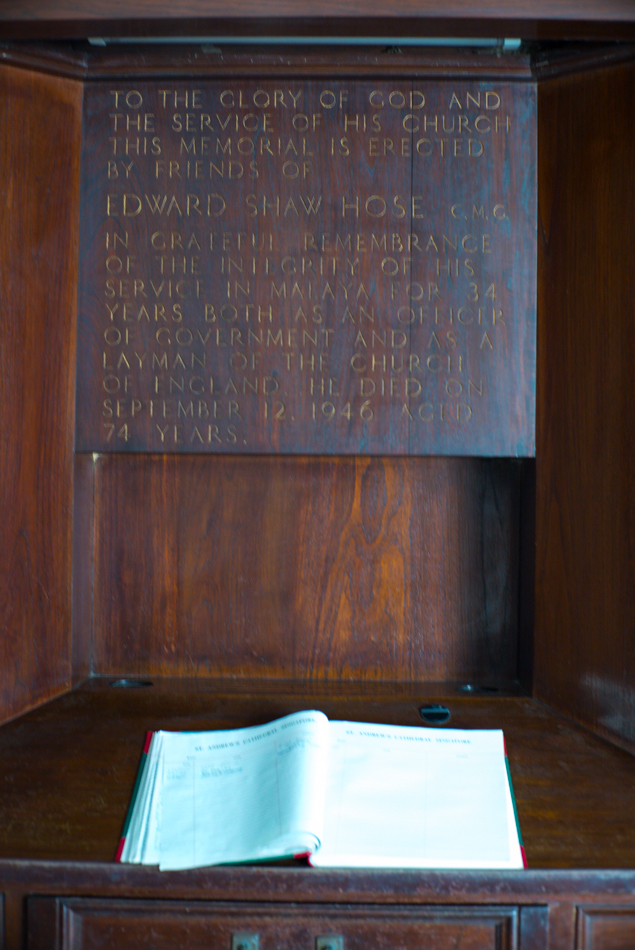 TO THE GLORY OF GOD AND
THE SERVICE OF HIS CHURCH
THIS MEMORIAL IS ERECTED
BY FRIENDS OF
EDWARD SHAW HOSE C.M.G.
IN GRATEFUL REMEMBRANCE
OF THE INTEGRITY OF HIS
SERVICE IN MALAYA FOR 34
YEARS BOTH AS AN OFFICER
OF GOVERNMENT AND AS A
LAYMAN OF THE CHURCH
OF ENGLAND. HE DIED ON
SEPTEMBER 12, 1946 AGED
74 YEARS.
ST. ANDREW'S CATHEDRAL
ST. ANDREW'S CATHEDRAL